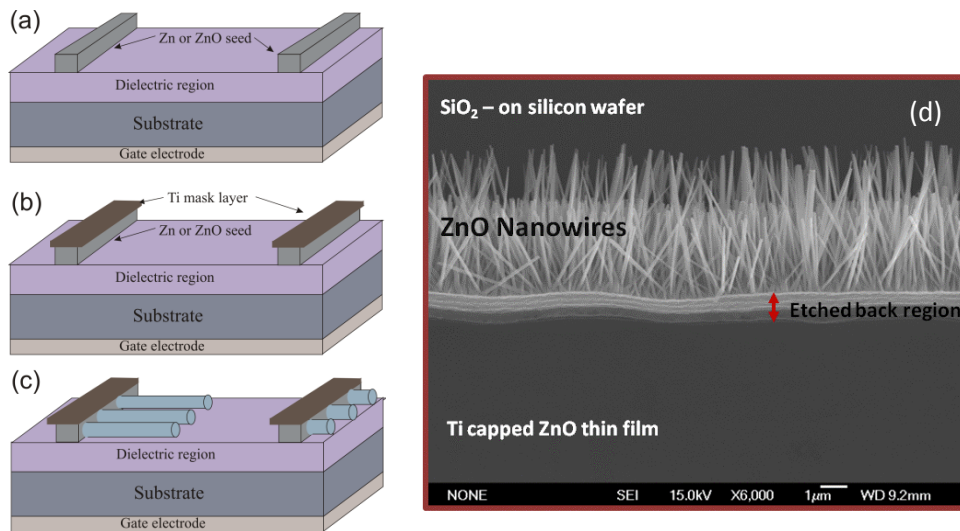 (a)
Zn or ZnO seed
Dielectric region
Substrate
Gate electrode
(b)
Ti mask layer
Zn or ZnO seed
Dielectric region
Substrate
Gate electrode
(c)
Dielectric region
Substrate
Gate electrode
SiO₂ – on silicon wafer
(d)
ZnO Nanowires
Etched back region
Ti capped ZnO thin film
NONE SEI 15.0kV X6,000 1µm WD 9.2mm